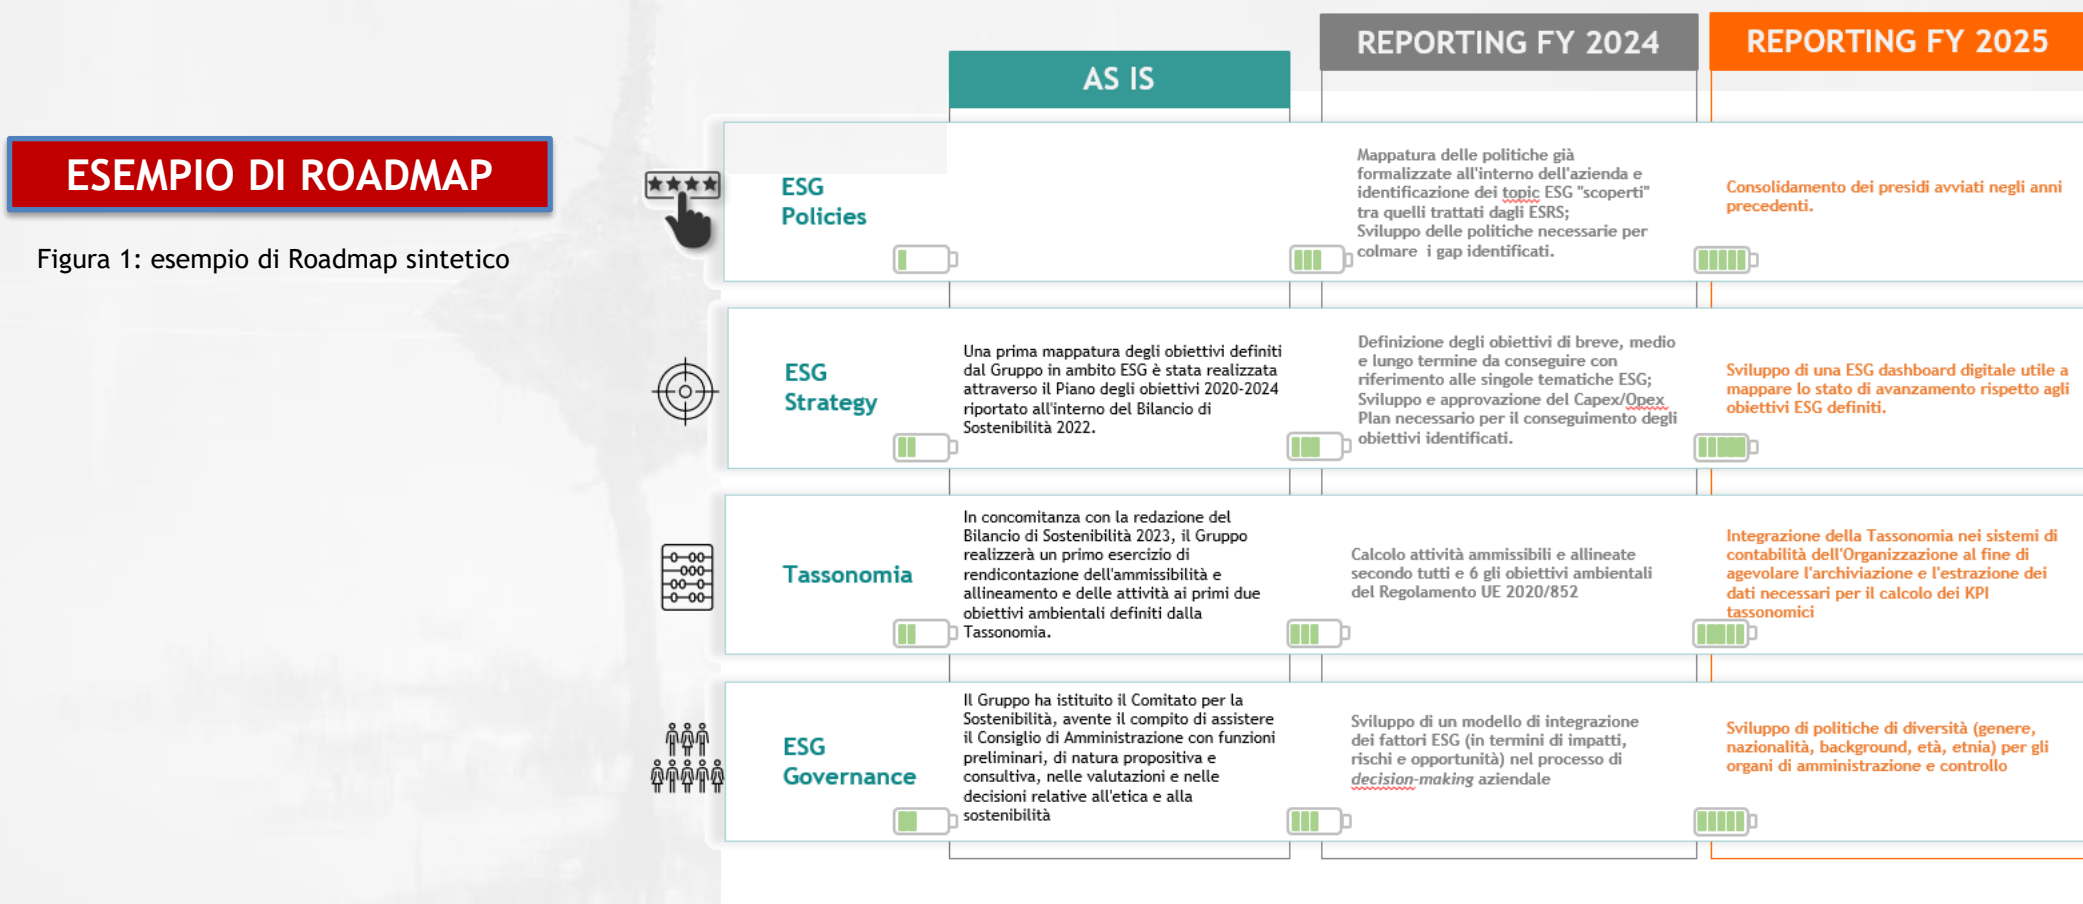 REPORTING FY 2024
REPORTING FY 2025
AS IS
ESEMPIO DI ROADMAP
Figura 1: esempio di Roadmap sintetico
ESG
Policies
Mappatura delle politiche già
formalizzate all'interno dell'azienda e
identificazione dei topic ESG "scoperti"
tra quelli trattati dagli ESRS;
Sviluppo delle politiche necessarie per
colmare i gap identificati.
Consolidamento dei presidi avviati negli anni
precedenti.
ESG
Strategy
Una prima mappatura degli obiettivi definiti
dal Gruppo in ambito ESG è stata realizzata
attraverso il Piano degli obiettivi 2020-2024
riportato all'interno del Bilancio di
Sostenibilità 2022.
Definizione degli obiettivi di breve, medio
e lungo termine da conseguire con
riferimento alle singole tematiche ESG;
Sviluppo e approvazione del Capex/Opex
Plan necessario per il conseguimento degli
obiettivi identificati.
Sviluppo di una ESG dashboard digitale utile a
mappare lo stato di avanzamento rispetto agli
obiettivi ESG definiti.
Tassonomia
In concomitanza con la redazione del
Bilancio di Sostenibilità 2023, il Gruppo
realizzerà un primo esercizio di
rendicontazione dell'ammissibilità e
allineamento e delle attività ai primi due
obiettivi ambientali definiti dalla
Tassonomia.
Calcolo attività ammissibili e allineate
secondo tutti e 6 gli obiettivi ambientali
del Regolamento UE 2020/852
Integrazione della Tassonomia nei sistemi di
contabilità dell'Organizzazione al fine di
agevolare l'archiviazione e l'estrazione dei
dati necessari per il calcolo dei KPI
tassonomici
ESG
Governance
Il Gruppo ha istituito il Comitato per la
Sostenibilità, avente il compito di assistere
il Consiglio di Amministrazione con funzioni
preliminari, di natura propositiva e
consultiva, nelle valutazioni e nelle
decisioni relative all'etica e alla
sostenibilità
Sviluppo di un modello di integrazione
dei fattori ESG (in termini di impatti,
rischi e opportunità) nel processo di
decision-making aziendale
Sviluppo di politiche di diversità (genere,
nazionalità, background, età, etnia) per gli
organi di amministrazione e controllo